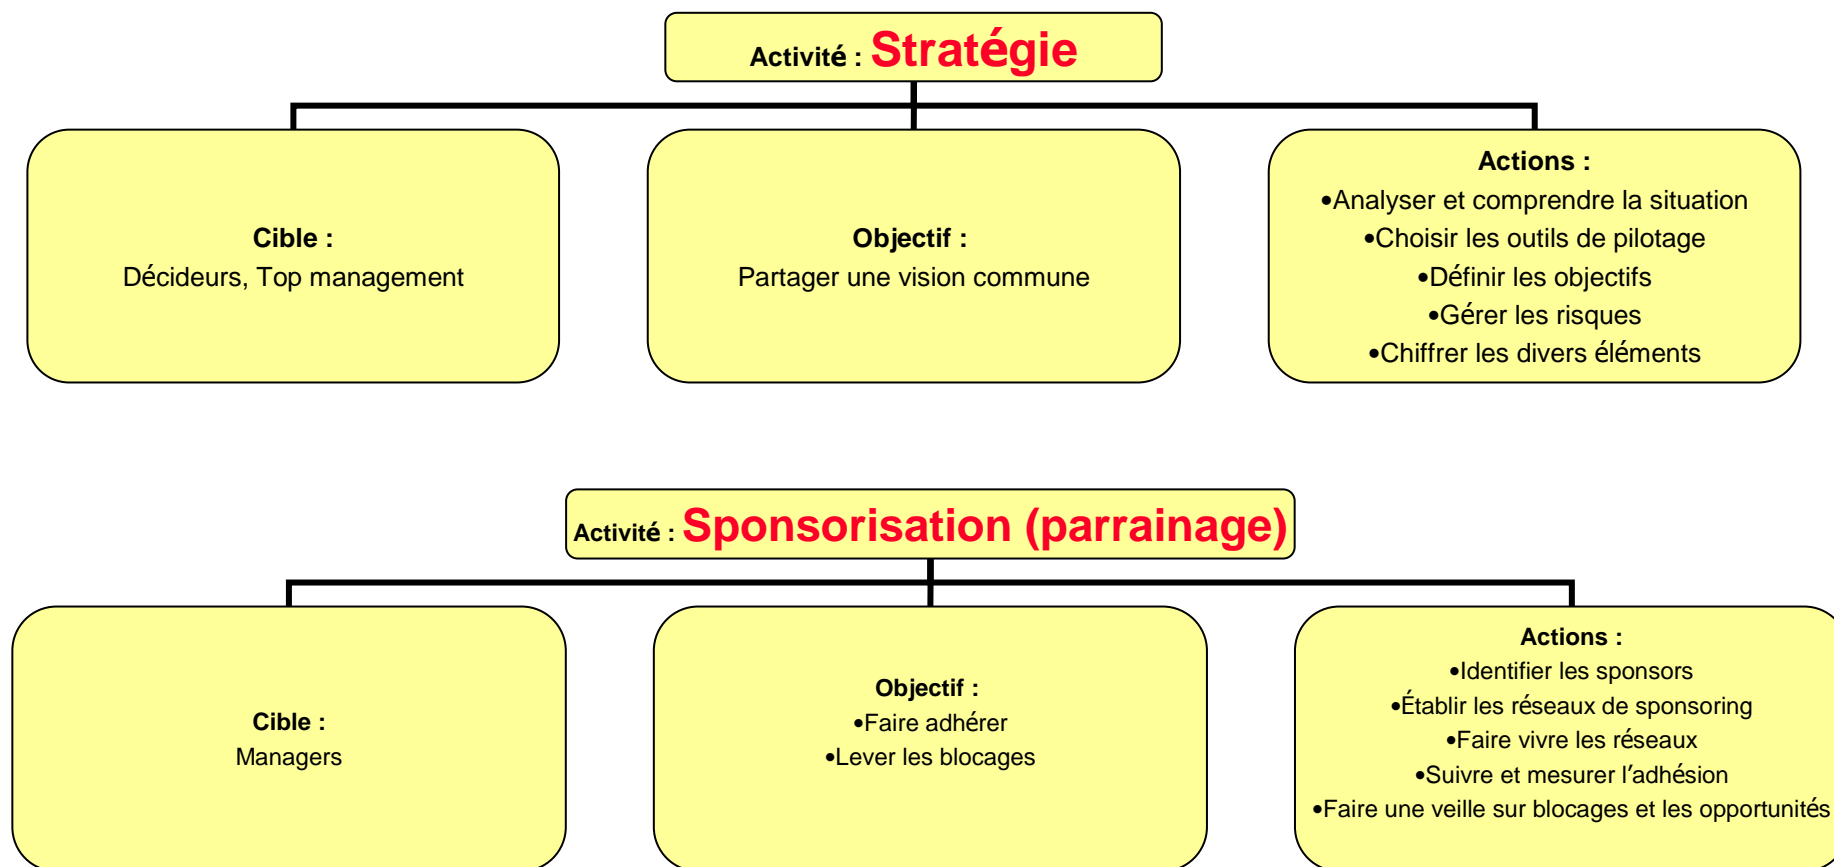 Activité : Stratégie
Cible :
Décideurs, Top management
Objectif :
Partager une vision commune
Actions :
•Analyser et comprendre la situation
•Choisir les outils de pilotage
•Définir les objectifs
•Gérer les risques
•Chiffrer les divers éléments
Activité : Sponsorisation (parrainage)
Cible :
Managers
Objectif :
•Faire adhérer
•Lever les blocages
Actions :
•Identifier les sponsors
•Établir les réseaux de sponsoring
•Faire vivre les réseaux
•Suivre et mesurer l’adhésion
•Faire une veille sur blocages et les opportunités